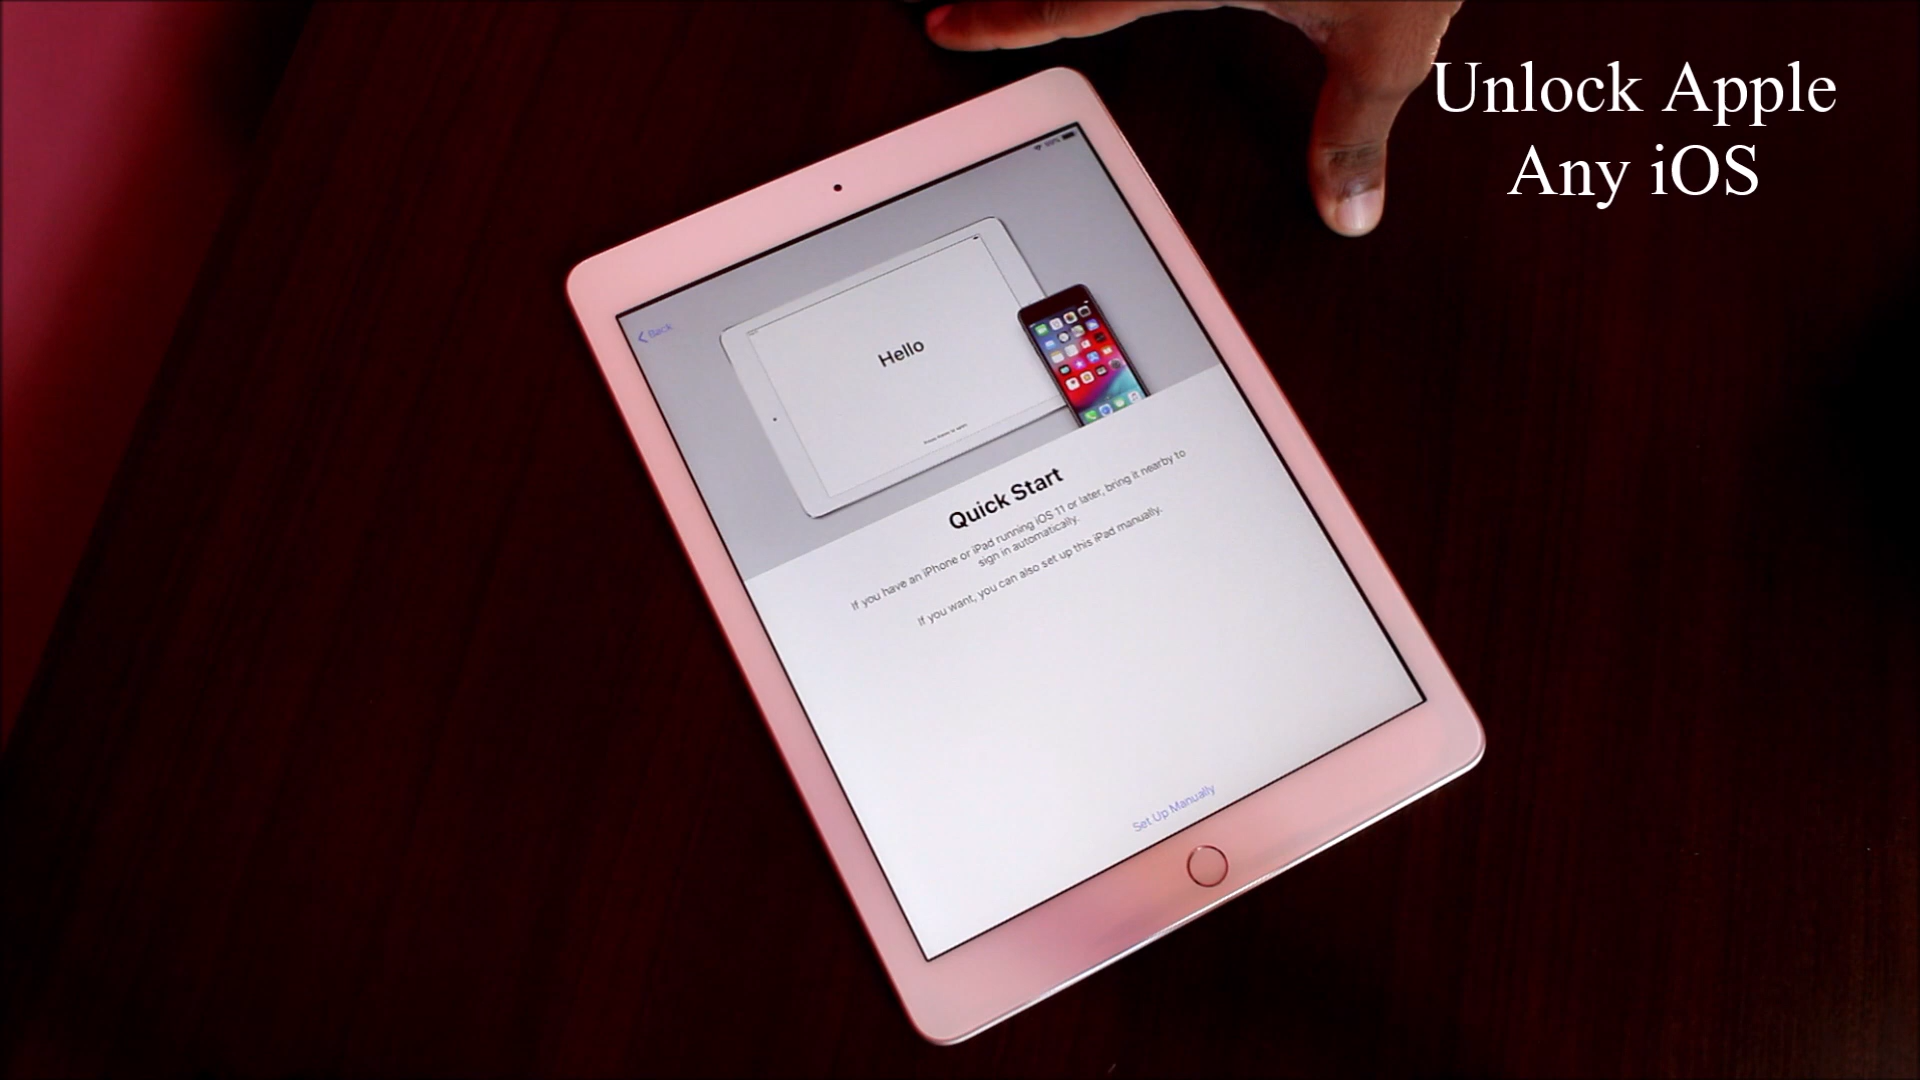 Unlock Apple
Any iOS
Back
Hello
Quick Start
If you have an iPhone or iPad running iOS 11 or later, bring it nearby to
sign in automatically.
If you want, you can also set up this iPad manually.
Set Up Manually